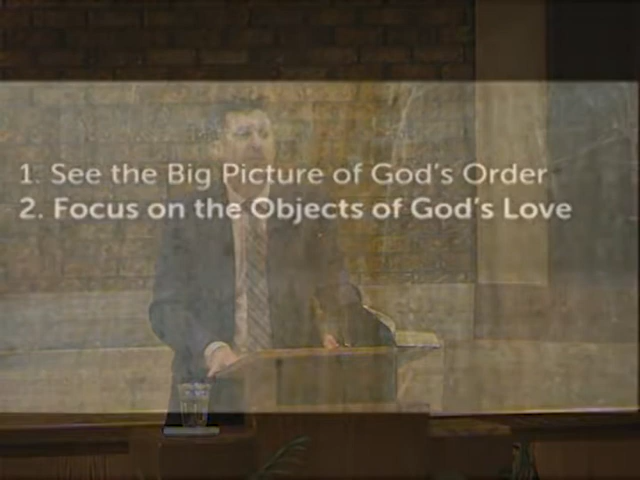 1. See the Big Picture of God's Order
2. Focus on the Objects of God's Love